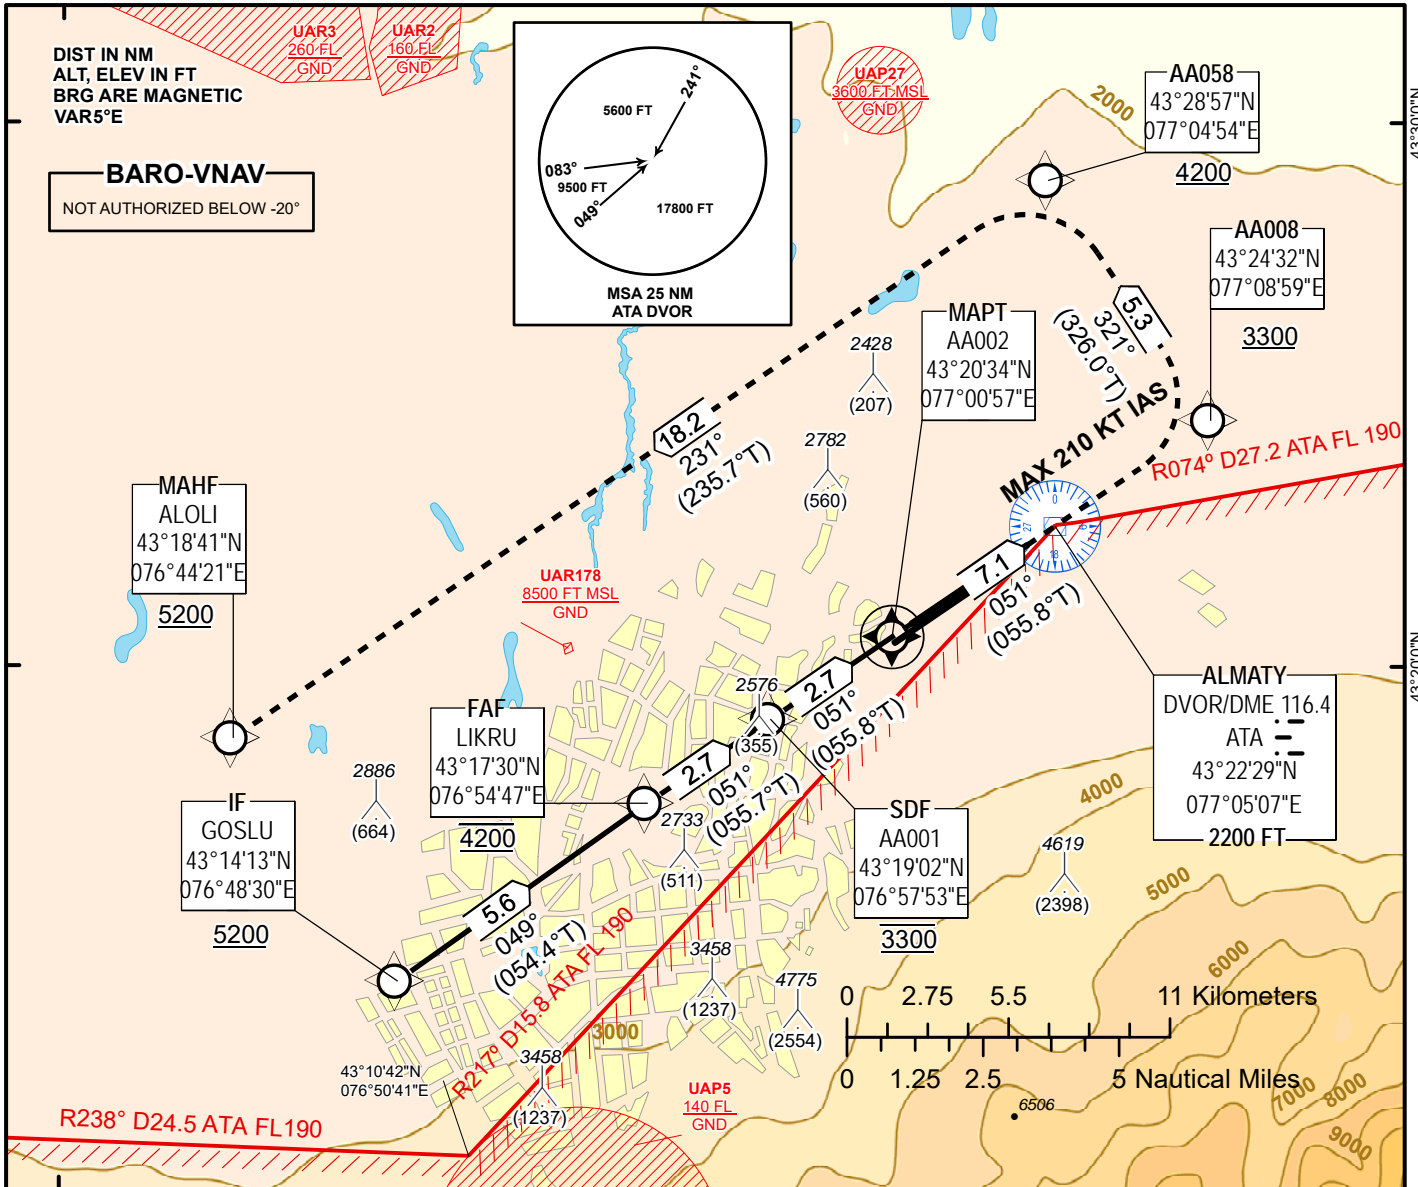 UAR3
260 FL
GND
UAR2
160 FL
GND
DIST IN NM
ALT, ELEV IN FT
BRG ARE MAGNETIC
VAR5°E
BARO-VNAV
NOT AUTHORIZED BELOW -20°
5600 FT
241°
083°
9500 FT
049°
17800 FT
MSA 25 NM
ATA DVOR
UAP27
3600 FT MSL
GND
2000
AA058
43°28'57"N
077°04'54"E
4200
43°30'0"N
AA008
43°24'32"N
077°08'59"E
3300
5.3
321°
(326.0°T)
MAX 210 KT IAS
R074° D27.2 ATA FL 190
MAPT
AA002
43°20'34"N
077°00'57"E
2428
(207)
2782
(560)
18.2
231°
(235.7°T)
MAHF
ALOLI
43°18'41"N
076°44'21"E
5200
UAR178
8500 FT MSL
GND
0
9
18
27
7.1
051°
(055.8°T)
43°20'0"N
ALMATY
DVOR/DME 116.4
ATA
43°22'29"N
077°05'07"E
2200 FT
2576
(355)
2.7
051°
(055.8°T)
FAF
LIKRU
43°17'30"N
076°54'47"E
4200
2.7
051°
(055.7°T)
2886
(664)
IF
GOSLU
43°14'13"N
076°48'30"E
5200
2733
(511)
SDF
AA001
43°19'02"N
076°57'53"E
3300
4000
4619
(2398)
5000
6000
5.6
049°
(054.4°T)
R217° D15.8 ATA FL 190
3458
(1237)
4775
(2554)
0 2.75 5.5 11 Kilometers
0 1.25 2.5 5 Nautical Miles
3000
3458
(1237)
43°10'42"N
076°50'41"E
R238° D24.5 ATA FL190
UAP5
140 FL
GND
6506
7000
8000
9000